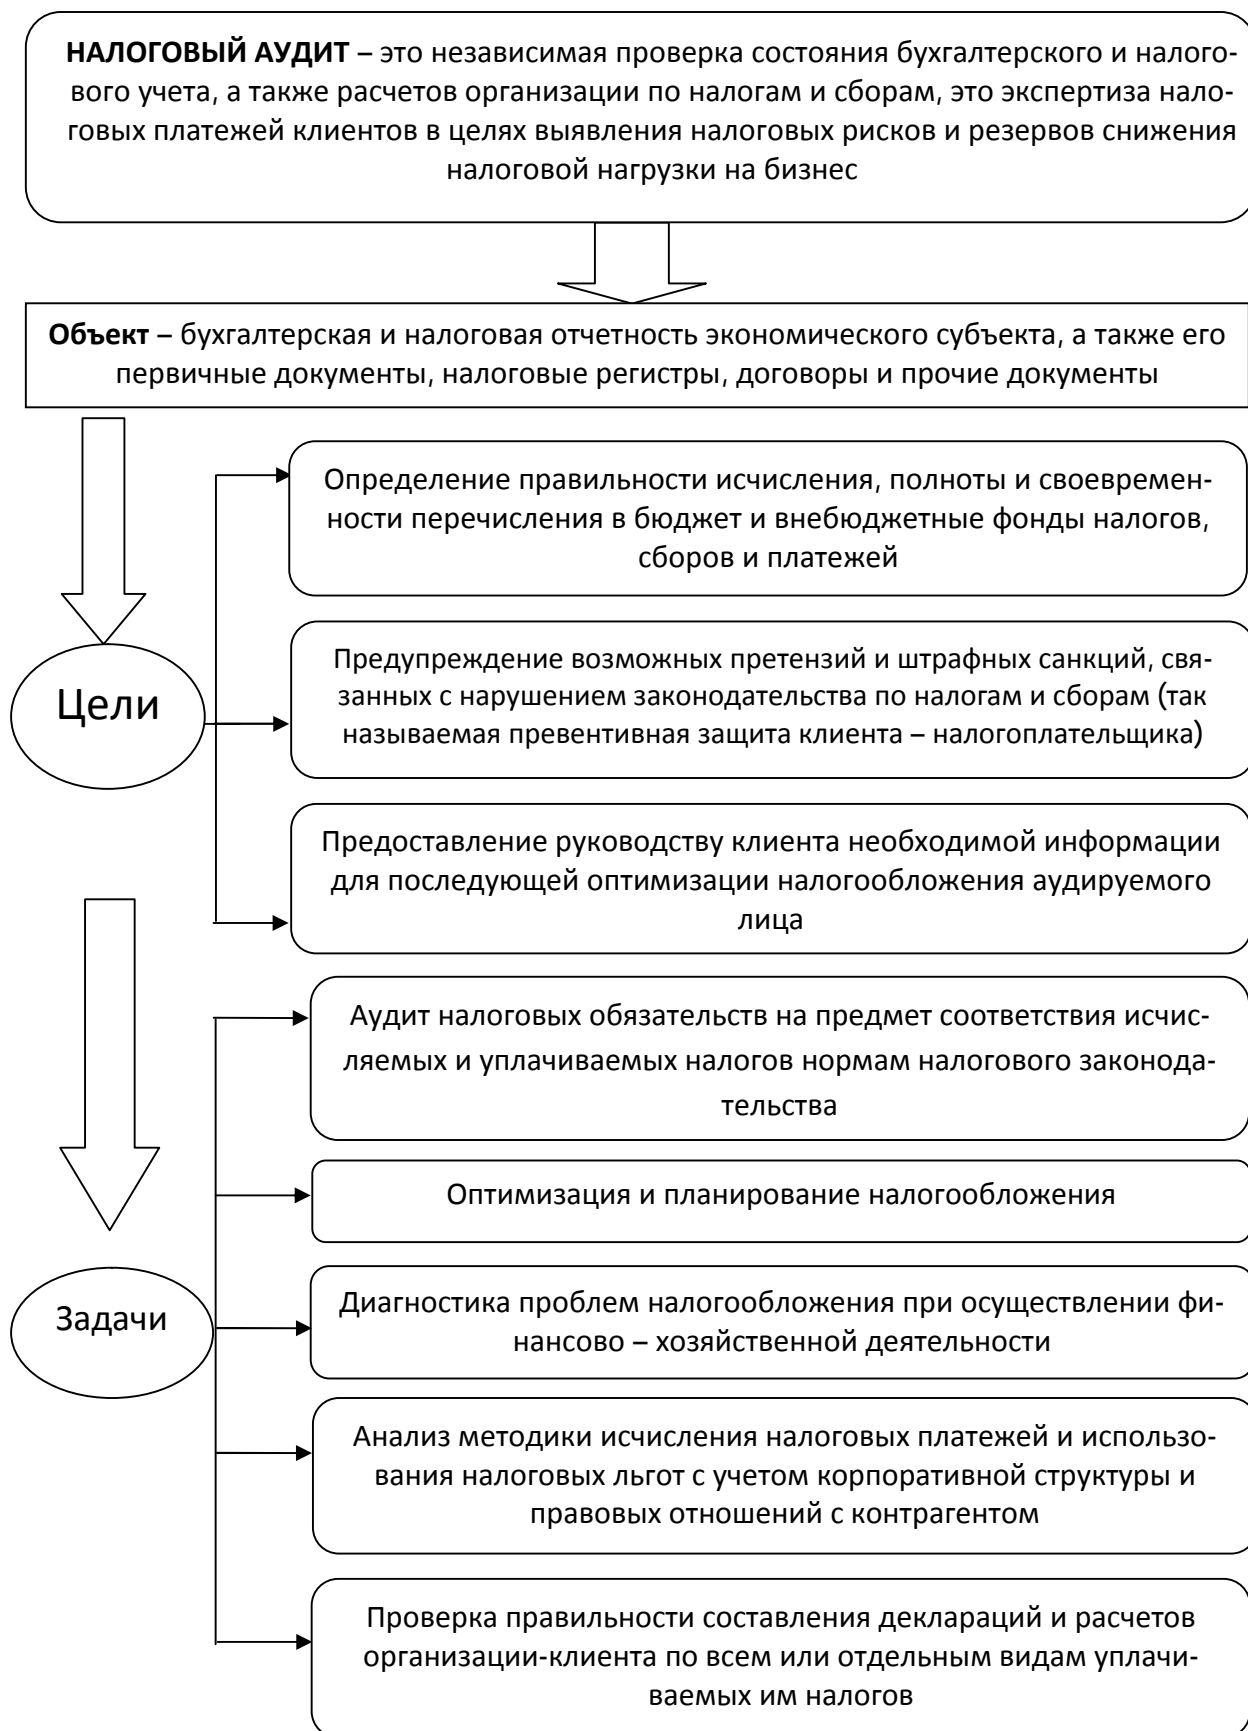 НАЛОГОВЫЙ АУДИТ – это независимая проверка состояния бухгалтерского и налого-
вого учета, а также расчетов организации по налогам и сборам, это экспертиза нало-
говых платежей клиентов в целях выявления налоговых рисков и резервов снижения
налоговой нагрузки на бизнес
Объект – бухгалтерская и налоговая отчетность экономического субъекта, а также его
первичные документы, налоговые регистры, договоры и прочие документы
Цели
Определение правильности исчисления, полноты и своевремен-
ности перечисления в бюджет и внебюджетные фонды налогов,
сборов и платежей
Предупреждение возможных претензий и штрафных санкций, свя-
занных с нарушением законодательства по налогам и сборам (так
называемая превентивная защита клиента – налогоплательщика)
Предоставление руководству клиента необходимой информации
для последующей оптимизации налогообложения аудируемого
лица
Задачи
Аудит налоговых обязательств на предмет соответствия исчис-
ляемых и уплачиваемых налогов нормам налогового законода-
тельства
Оптимизация и планирование налогообложения
Диагностика проблем налогообложения при осуществлении фи-
нансово – хозяйственной деятельности
Анализ методики исчисления налоговых платежей и использо-
вания налоговых льгот с учетом корпоративной структуры и
правовых отношений с контрагентом
Проверка правильности составления деклараций и расчетов
организации-клиента по всем или отдельным видам уплачи-
ваемых им налогов